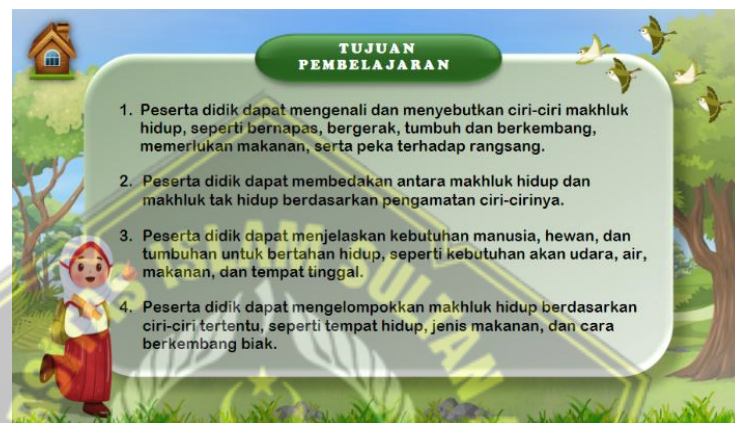 TUJUAN
PEMBELAJARAN
1. Peserta didik dapat mengenali dan menyebutkan ciri-ciri makhluk
hidup, seperti bernapas, bergerak, tumbuh dan berkembang,
memerlukan makanan, serta peka terhadap rangsang.
2. Peserta didik dapat membedakan antara makhluk hidup dan
makhluk tak hidup berdasarkan pengamatan ciri-cirinya.
3. Peserta didik dapat menjelaskan kebutuhan manusia, hewan, dan
tumbuhan untuk bertahan hidup, seperti kebutuhan akan udara, air,
makanan, dan tempat tinggal.
4. Peserta didik dapat mengelompokkan makhluk hidup berdasarkan
ciri-ciri tertentu, seperti tempat hidup, jenis makanan, dan cara
berkembang biak.